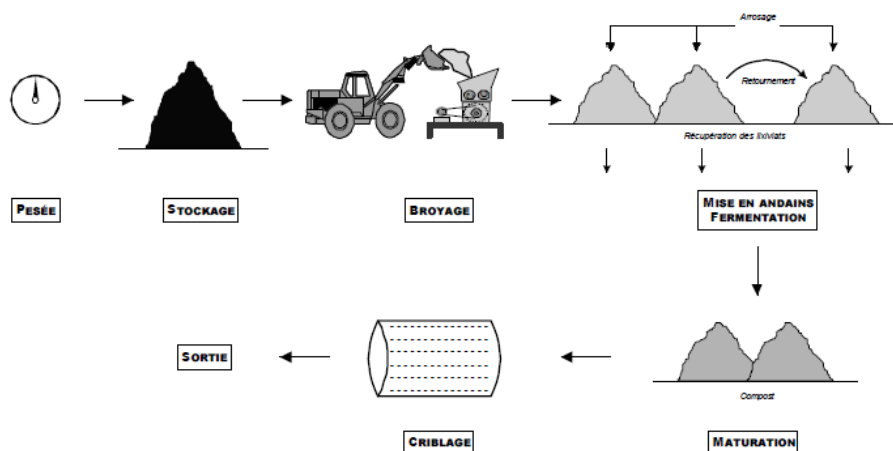 Arrosage
Retournement
Récupération des lixiviats
PESÉE
STOCKAGE
BROYAGE
MISE EN ANDAINS
FERMENTATION
SORTIE
Compost
CRIBLAGE
MATURATION